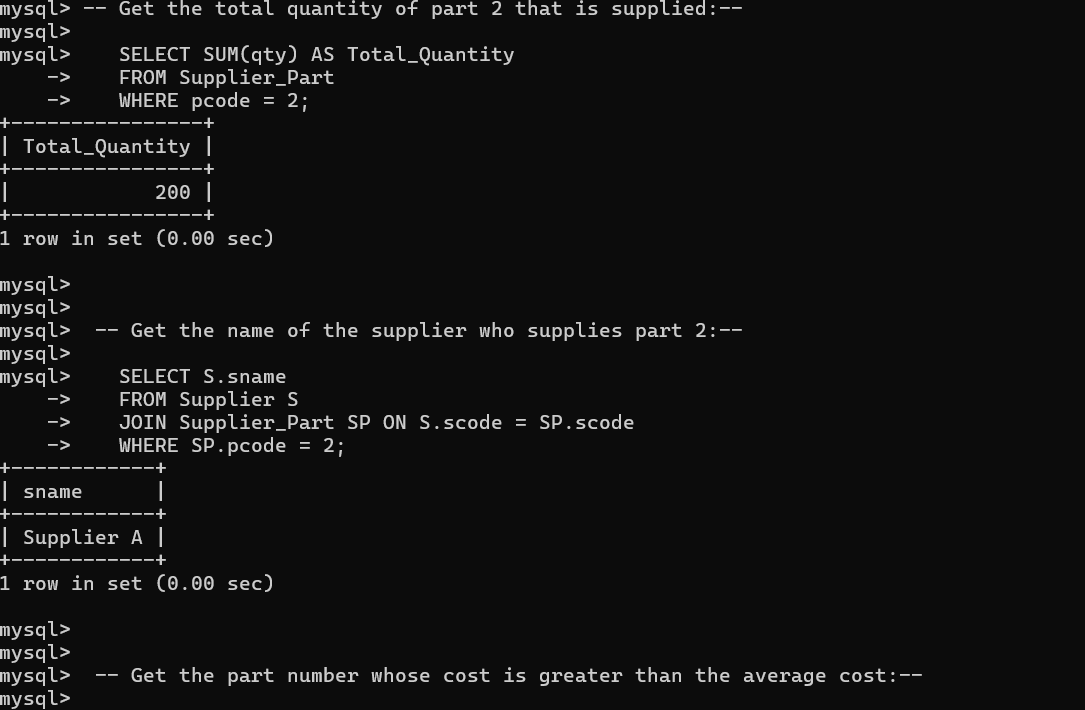 mysql> -- Get the total quantity of part 2 that is supplied:--
mysql>
mysql>    SELECT SUM(qty) AS Total_Quantity
    ->    FROM Supplier_Part
    ->    WHERE pcode = 2;
+----------------+
| Total_Quantity |
+----------------+
|            200 |
+----------------+
1 row in set (0.00 sec)

mysql>
mysql>
mysql>  -- Get the name of the supplier who supplies part 2:--
mysql>
mysql>    SELECT S.sname
    ->    FROM Supplier S
    ->    JOIN Supplier_Part SP ON S.scode = SP.scode
    ->    WHERE SP.pcode = 2;
+------------+
| sname      |
+------------+
| Supplier A |
+------------+
1 row in set (0.00 sec)

mysql>
mysql>
mysql>  -- Get the part number whose cost is greater than the average cost:--
mysql>